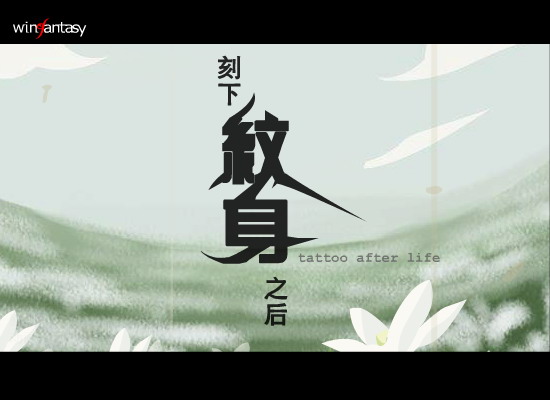 winfantasy
刻下
紋身
tattoo after life
之后